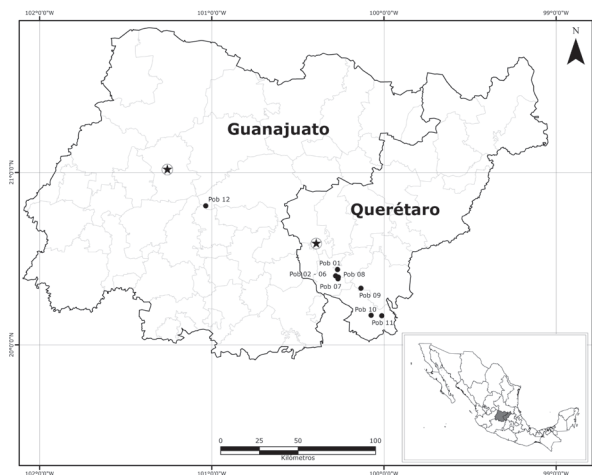 102°0'0"W 101°0'0"W 100°0'0"W 99°0'0"W
N
Guanajuato
21°0'0"N
Pob 12
Querétaro
Pob 01
Pob 02 - 06 Pob 08
Pob 07
Pob 09
Pob 10
Pob 11
20°0'0"N
0 25 50 100
Kilómetros
102°0'0"W 101°0'0"W 100°0'0"W 99°0'0"W